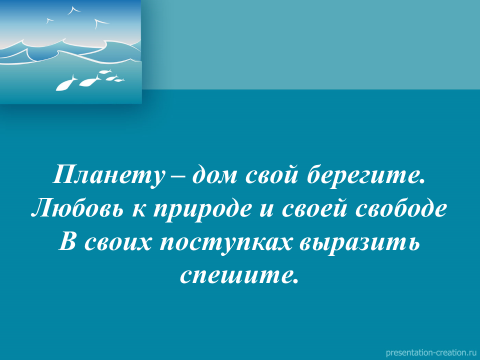 Планету – дом свой берегите.
Любовь к природе и своей свободе
В своих поступках выразить
спешите.
presentation-creation.ru